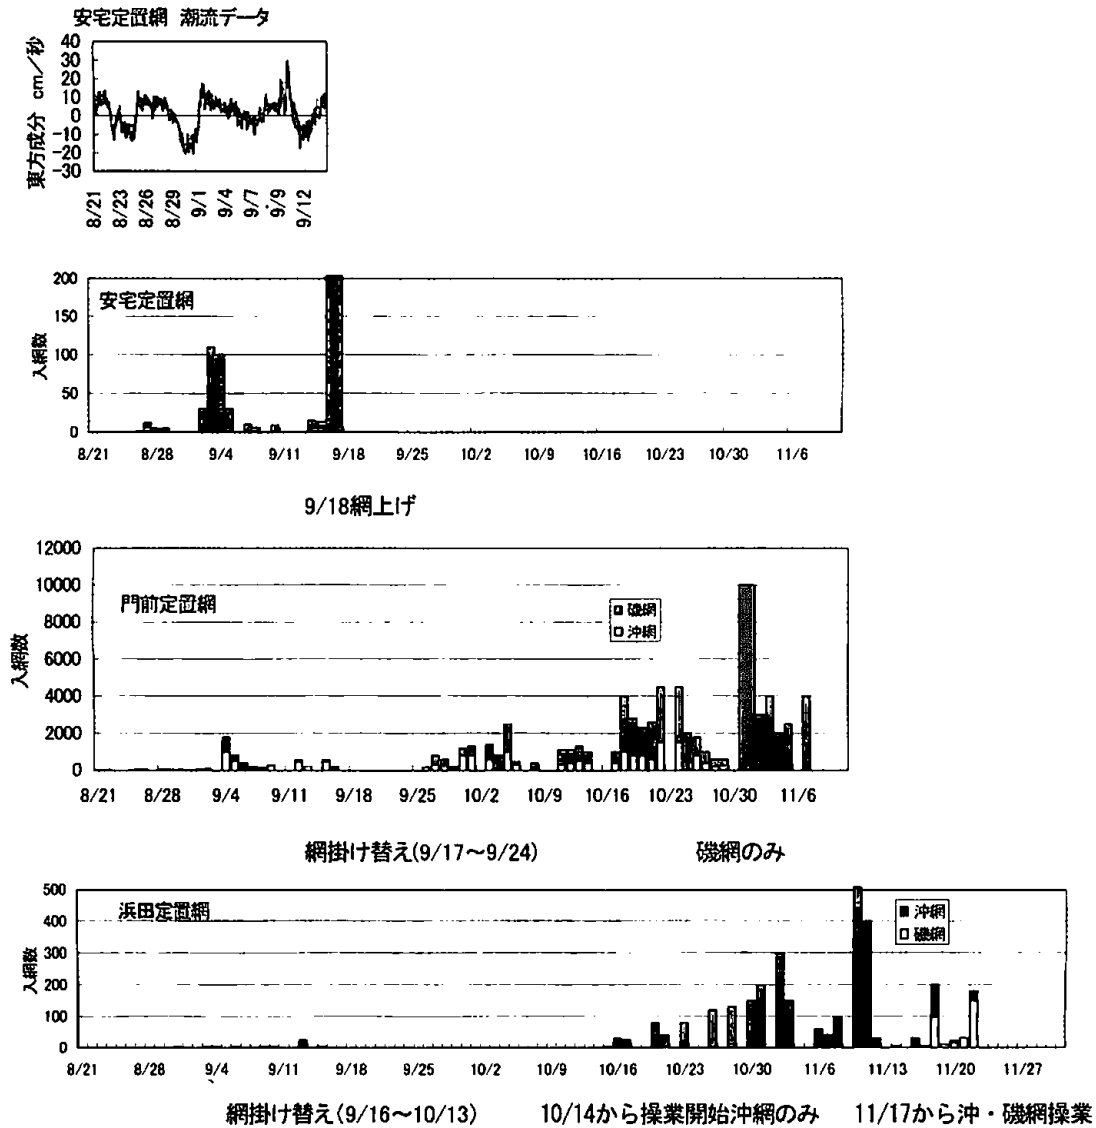 安宅定置網 潮流データ
東方成分 cm／秒
40
30
20
10
0
-10
-20
-30
8/21 8/23 8/26 8/29 9/1 9/4 9/7 9/9 9/12
安宅定置網
入網数
200
150
100
50
0
8/21 8/28 9/4 9/11 9/18 9/25 10/2 10/9 10/16 10/23 10/30 11/6
9/18網上げ
門前定置網
入網数
12000
10000
8000
6000
4000
2000
0
磯網
沖網
8/21 8/28 9/4 9/11 9/18 9/25 10/2 10/9 10/16 10/23 10/30 11/6
網掛け替え(9/17～9/24) 磯網のみ
浜田定置網
入網数
500
400
300
200
100
0
沖網
磯網
8/21 8/28 9/4 9/11 9/18 9/25 10/2 10/9 10/16 10/23 10/30 11/6 11/13 11/20 11/27
網掛け替え(9/16～10/13) 10/14から操業開始沖網のみ 11/17から沖・磯網操業